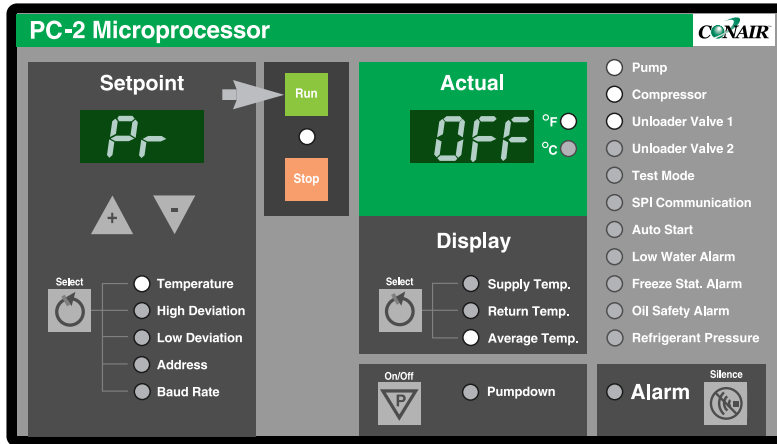 PC-2 Microprocessor
CONAIR
Setpoint
Pr
+
-
Select
Temperature
High Deviation
Low Deviation
Address
Baud Rate
Run
Stop
Actual
OFF
°F
°C
Display
Select
Supply Temp.
Return Temp.
Average Temp.
On/Off
P
Pumpdown
Pump
Compressor
Unloader Valve 1
Unloader Valve 2
Test Mode
SPI Communication
Auto Start
Low Water Alarm
Freeze Stat. Alarm
Oil Safety Alarm
Refrigerant Pressure
Alarm
Silence